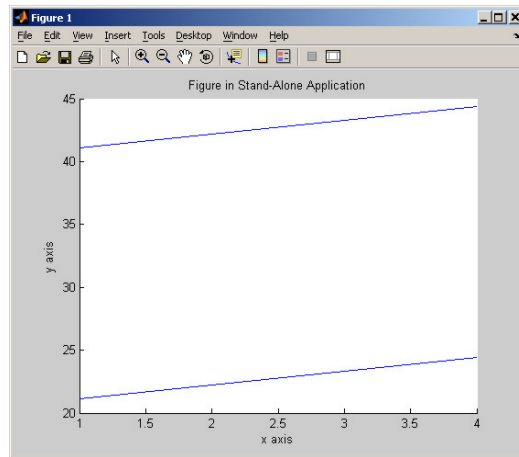 Figure 1
File Edit View Insert Tools Desktop Window Help
Figure in Stand-Alone Application
45
40
35
30
25
20
y axis
1 1.5 2 2.5 3 3.5 4
x axis